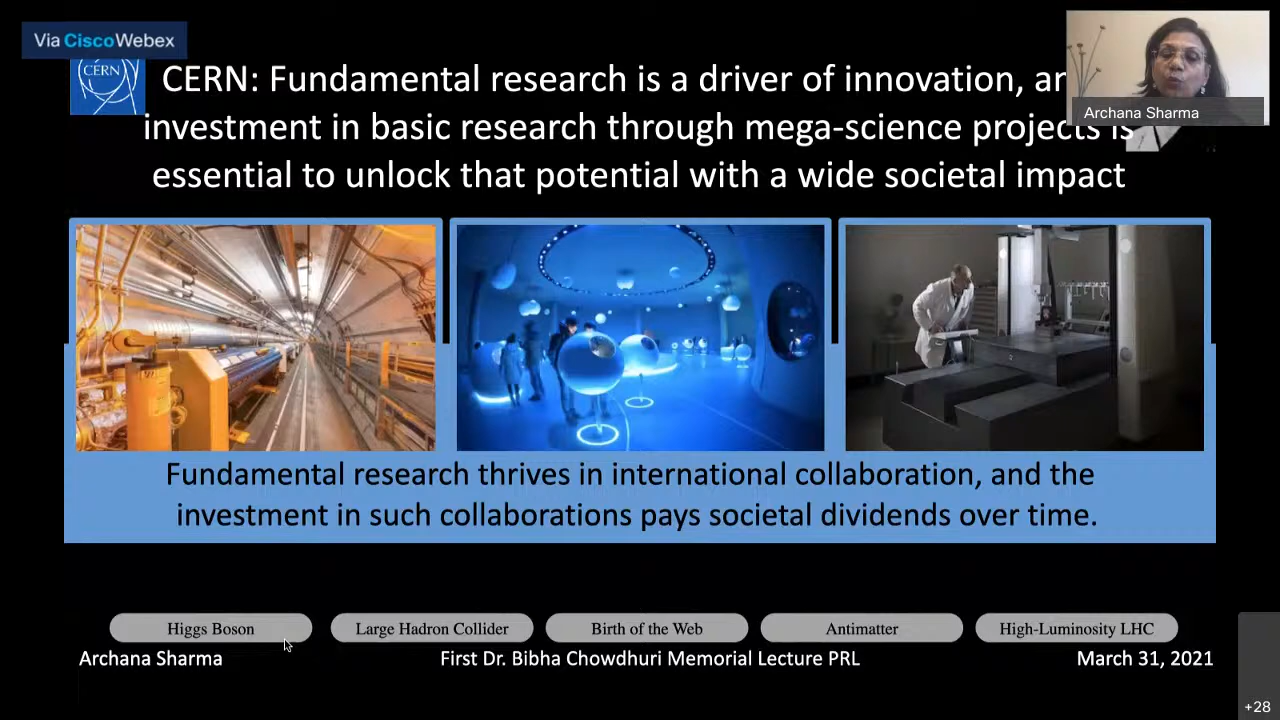 Via Cisco Webex
CERN
CERN: Fundamental research is a driver of innovation, an
investment in basic research through mega-science projects is
essential to unlock that potential with a wide societal impact
Archana Sharma
Fundamental research thrives in international collaboration, and the
investment in such collaborations pays societal dividends over time.
Higgs Boson
Large Hadron Collider
Birth of the Web
Antimatter
High-Luminosity LHC
Archana Sharma
First Dr. Bibha Chowdhuri Memorial Lecture PRL
March 31, 2021
+28